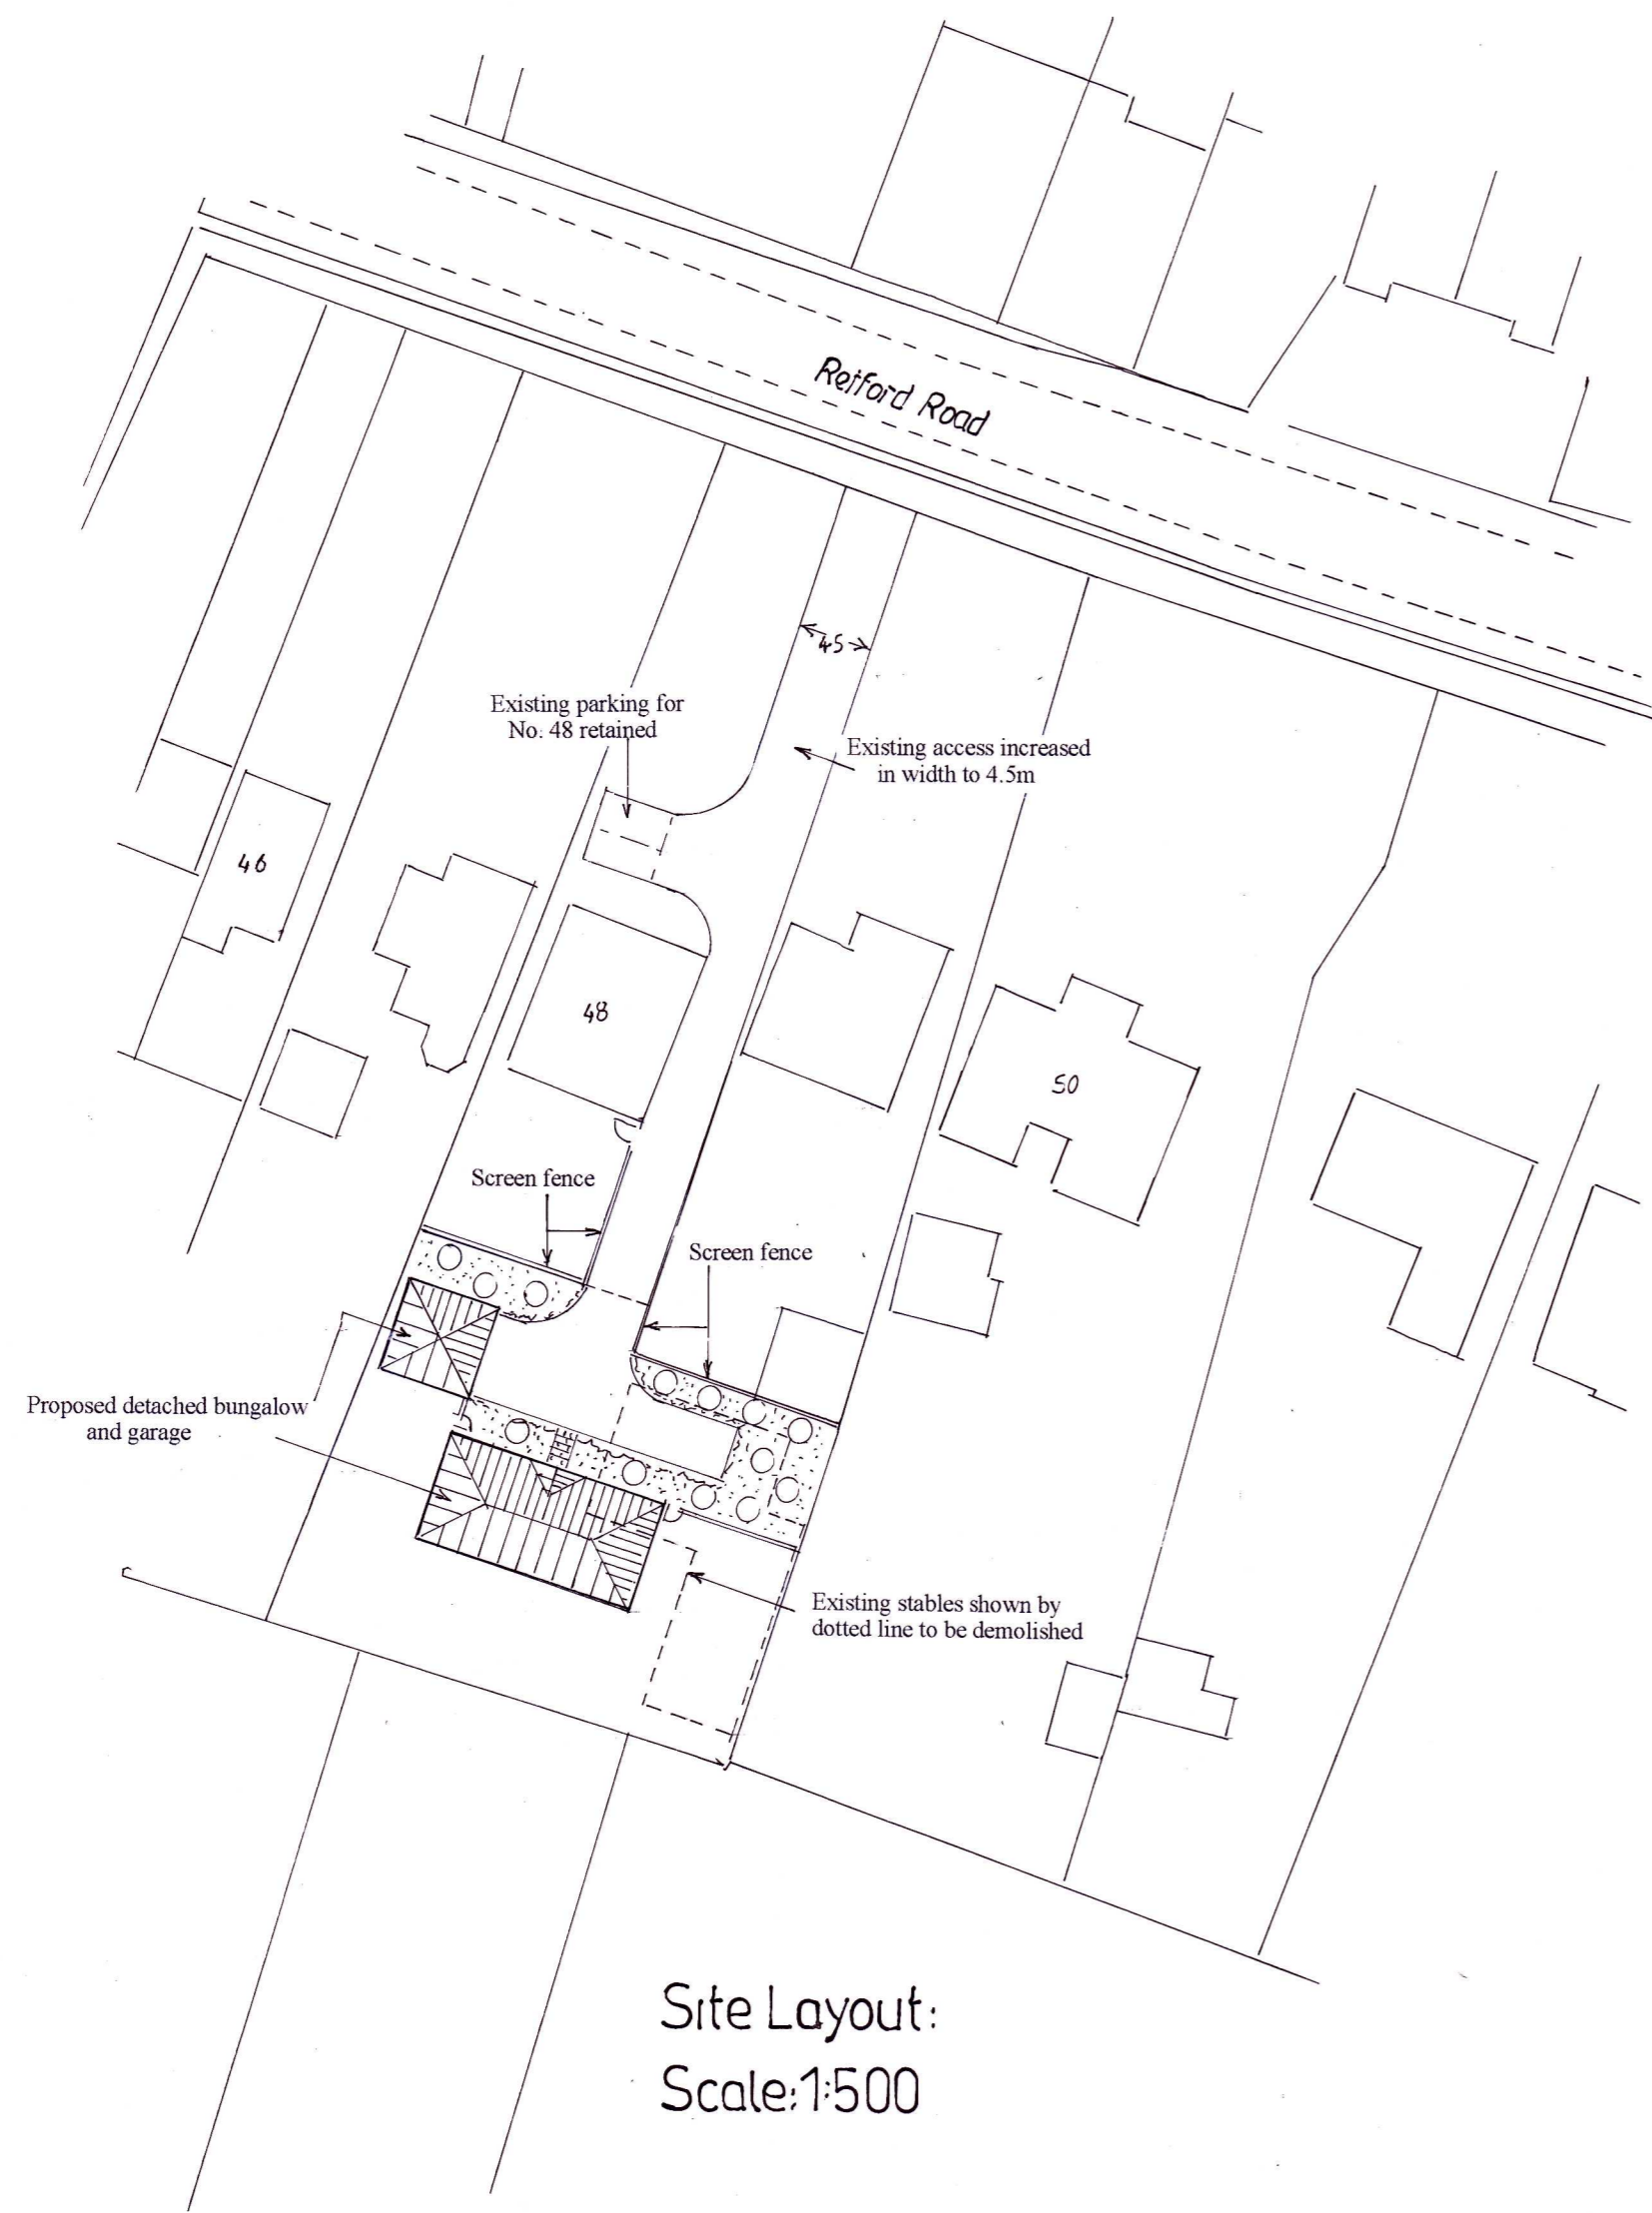 Retford Road
45
Existing parking for
No. 48 retained
Existing access increased
in width to 4.5m
46
48
50
Screen fence
Screen fence
Proposed detached bungalow
and garage
Existing stables shown by
dotted line to be demolished
Site Layout:
Scale:1:500